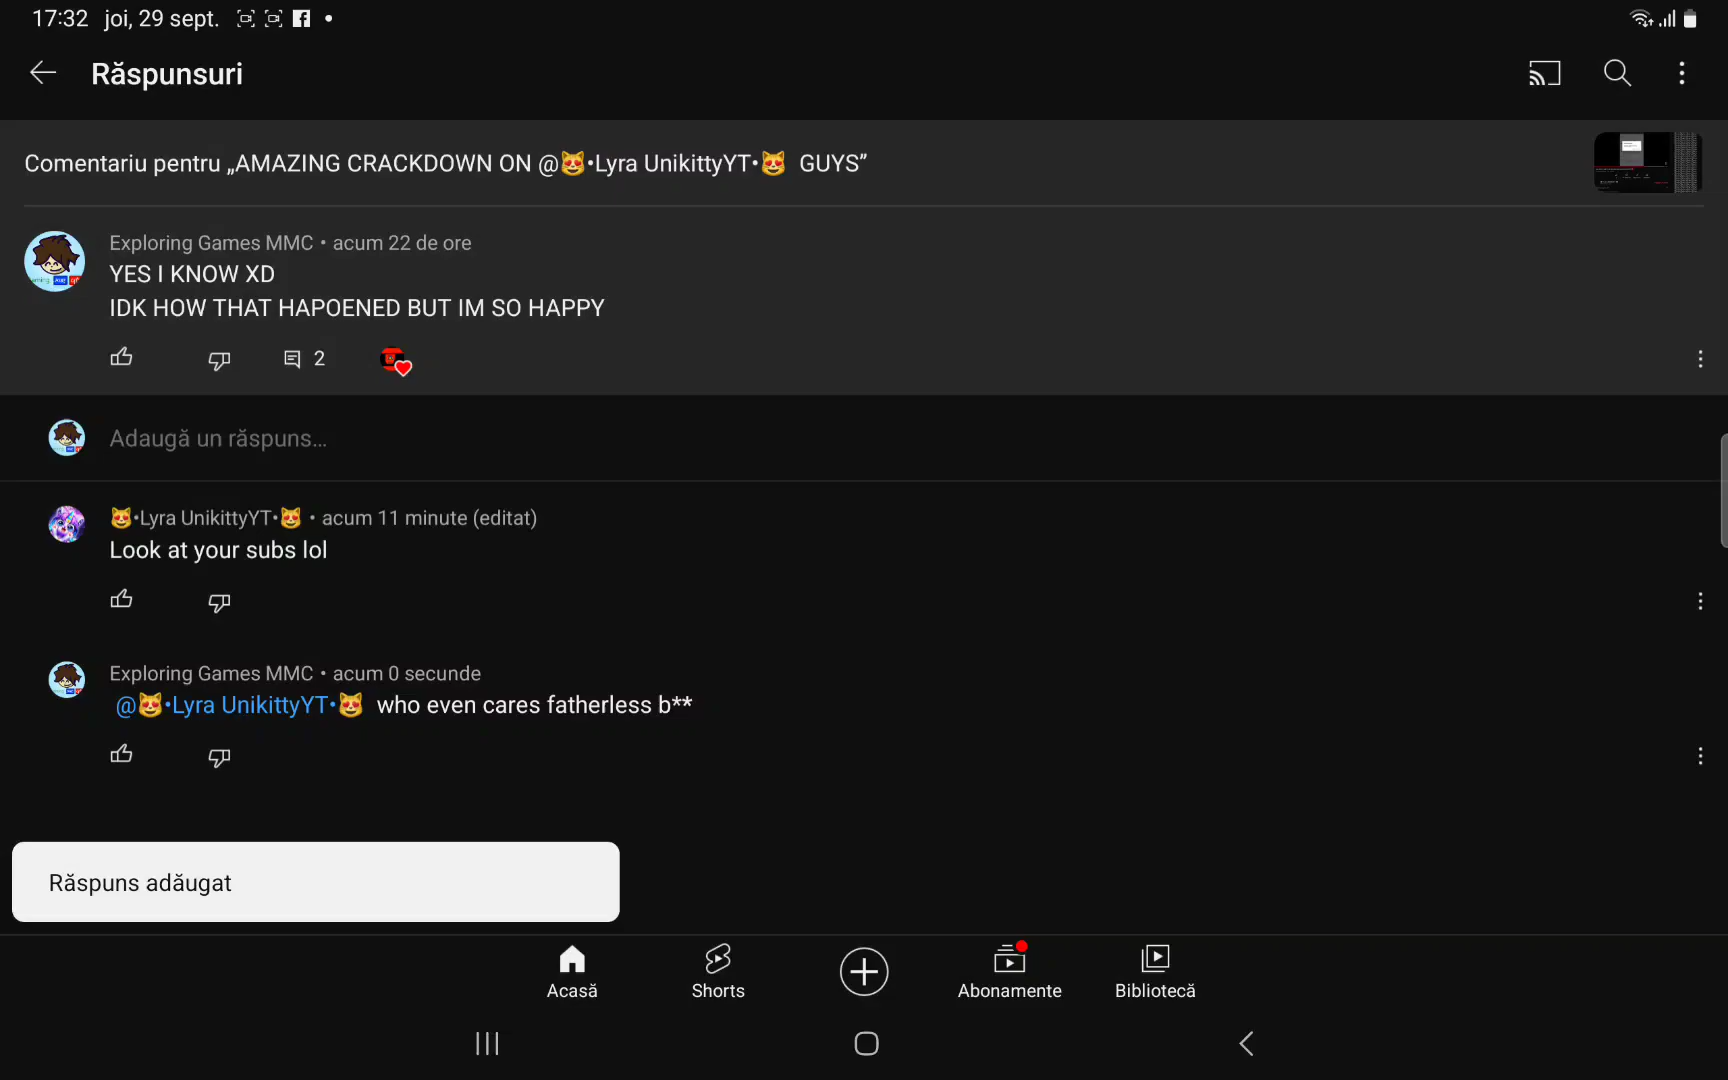 17:32 joi, 29 sept.
Răspunsuri
Comentariu pentru „AMAZING CRACKDOWN ON @😻•Lyra UnikittyYT•😻 GUYS”
Exploring Games MMC • acum 22 de ore
YES I KNOW XD
IDK HOW THAT HAPOENED BUT IM SO HAPPY
2
Adaugă un răspuns...
😻•Lyra UnikittyYT•😻 • acum 11 minute (editat)
Look at your subs lol
Exploring Games MMC • acum 0 secunde
@😻•Lyra UnikittyYT•😻 who even cares fatherless b**
Răspuns adăugat
Acasă
Shorts
Abonamente
Bibliotecă